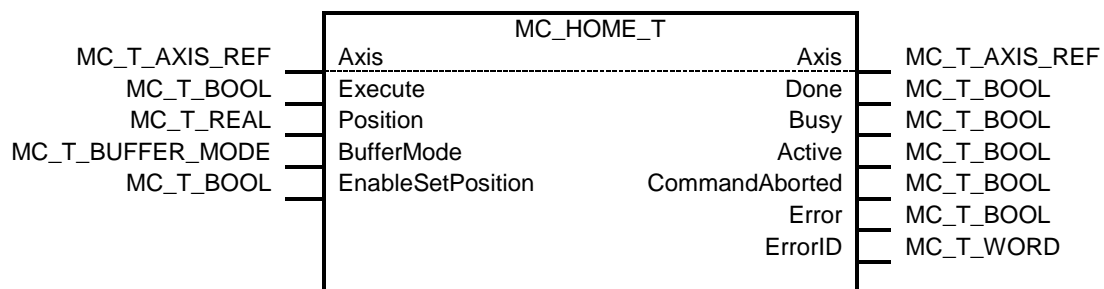 MC_HOME_T
MC_T_AXIS_REF Axis Axis MC_T_AXIS_REF
MC_T_BOOL Execute Done MC_T_BOOL
MC_T_REAL Position Busy MC_T_BOOL
MC_T_BUFFER_MODE BufferMode Active MC_T_BOOL
MC_T_BOOL EnableSetPosition CommandAborted MC_T_BOOL
Error MC_T_BOOL
ErrorID MC_T_WORD